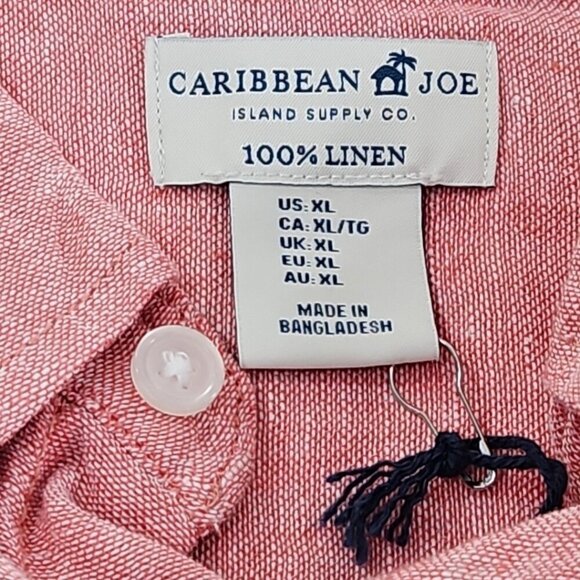 CARIBBEAN JOE
ISLAND SUPPLY CO.
100% LINEN
US: XL
CA: XL/TG
UK: XL
EU: XL
AU: XL
MADE IN
BANGLADESH